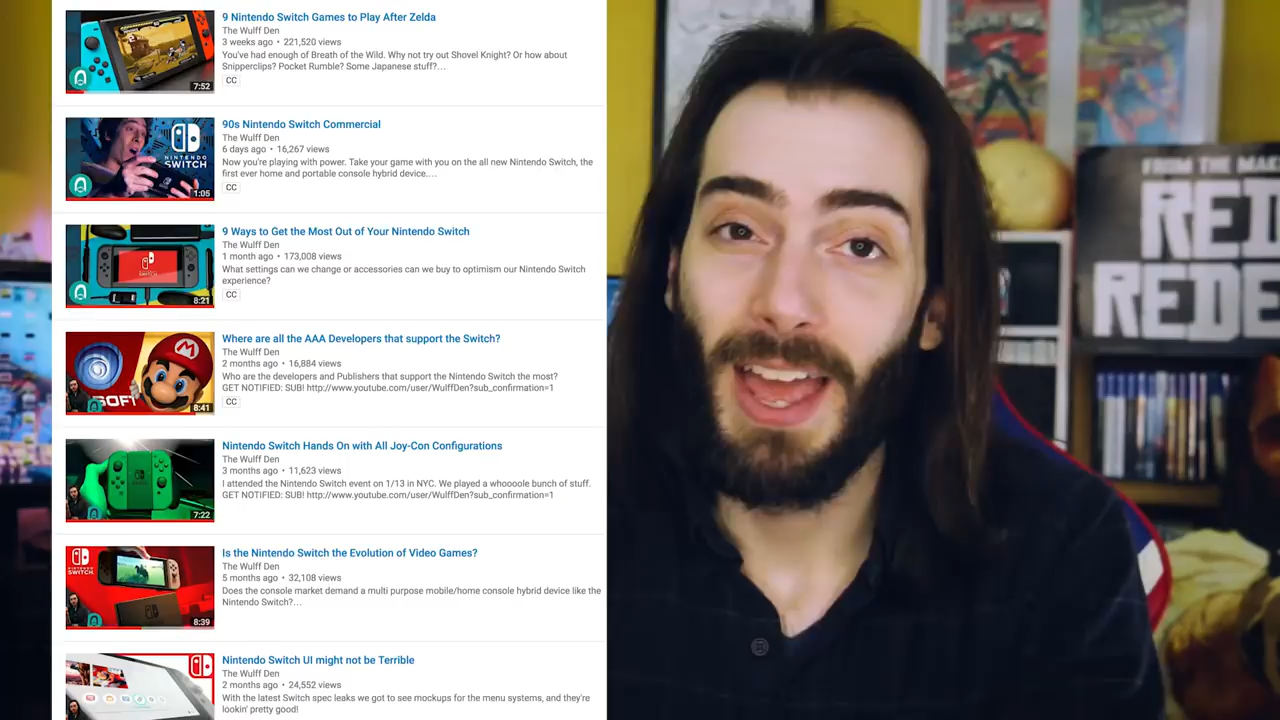 9 Nintendo Switch Games to Play After Zelda
The Wulff Den
3 weeks ago • 221,520 views
You've had enough of Breath of the Wild. Why not try out Shovel Knight? Or how about
Snipperclips? Pocket Rumble? Some Japanese stuff?...
CC
7:52
90s Nintendo Switch Commercial
The Wulff Den
6 days ago • 16,267 views
Now you're playing with power. Take your game with you on the all new Nintendo Switch, the
first ever home and portable console hybrid device....
CC
NINTENDO
SWITCH
1:05
9 Ways to Get the Most Out of Your Nintendo Switch
The Wulff Den
1 month ago • 173,008 views
What settings can we change or accessories can we buy to optimism our Nintendo Switch
experience?
CC
8:21
Where are all the AAA Developers that support the Switch?
The Wulff Den
2 months ago • 16,884 views
Who are the developers and Publishers that support the Nintendo Switch the most?
GET NOTIFIED: SUB! http://www.youtube.com/user/WulffDen?sub_confirmation=1
CC
SOFT
M
8:41
Nintendo Switch Hands On with All Joy-Con Configurations
The Wulff Den
3 months ago • 11,623 views
I attended the Nintendo Switch event on 1/13 in NYC. We played a whoooole bunch of stuff.
GET NOTIFIED: SUB! http://www.youtube.com/user/WulffDen?sub_confirmation=1
7:22
Is the Nintendo Switch the Evolution of Video Games?
The Wulff Den
5 months ago • 32,108 views
Does the console market demand a multi purpose mobile/home console hybrid device like the
Nintendo Switch?...
NINTENDO
SWITCH
8:39
Nintendo Switch UI might not be Terrible
The Wulff Den
2 months ago • 24,552 views
With the latest Switch spec leaks we got to see mockups for the menu systems, and they're
lookin' pretty good!
FROM THE
RED
REDE